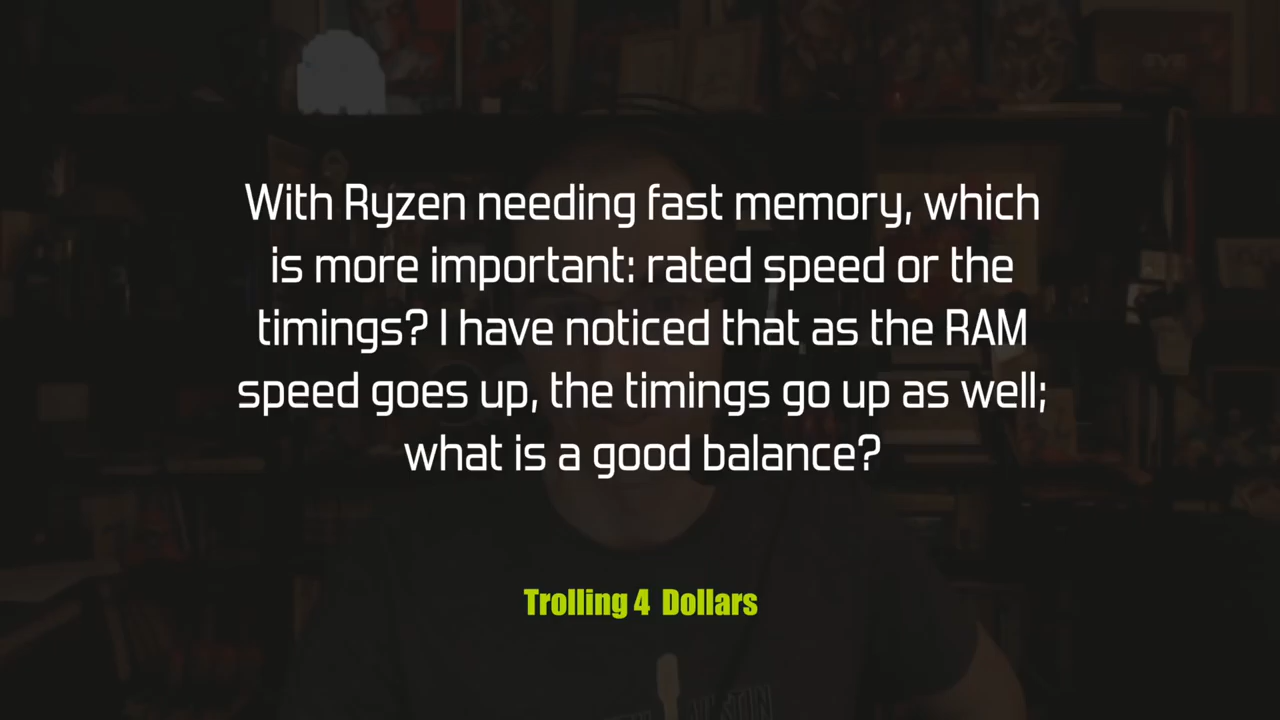 With Ryzen needing fast memory, which
is more important: rated speed or the
timings? I have noticed that as the RAM
speed goes up, the timings go up as well;
what is a good balance?
Trolling 4 Dollars